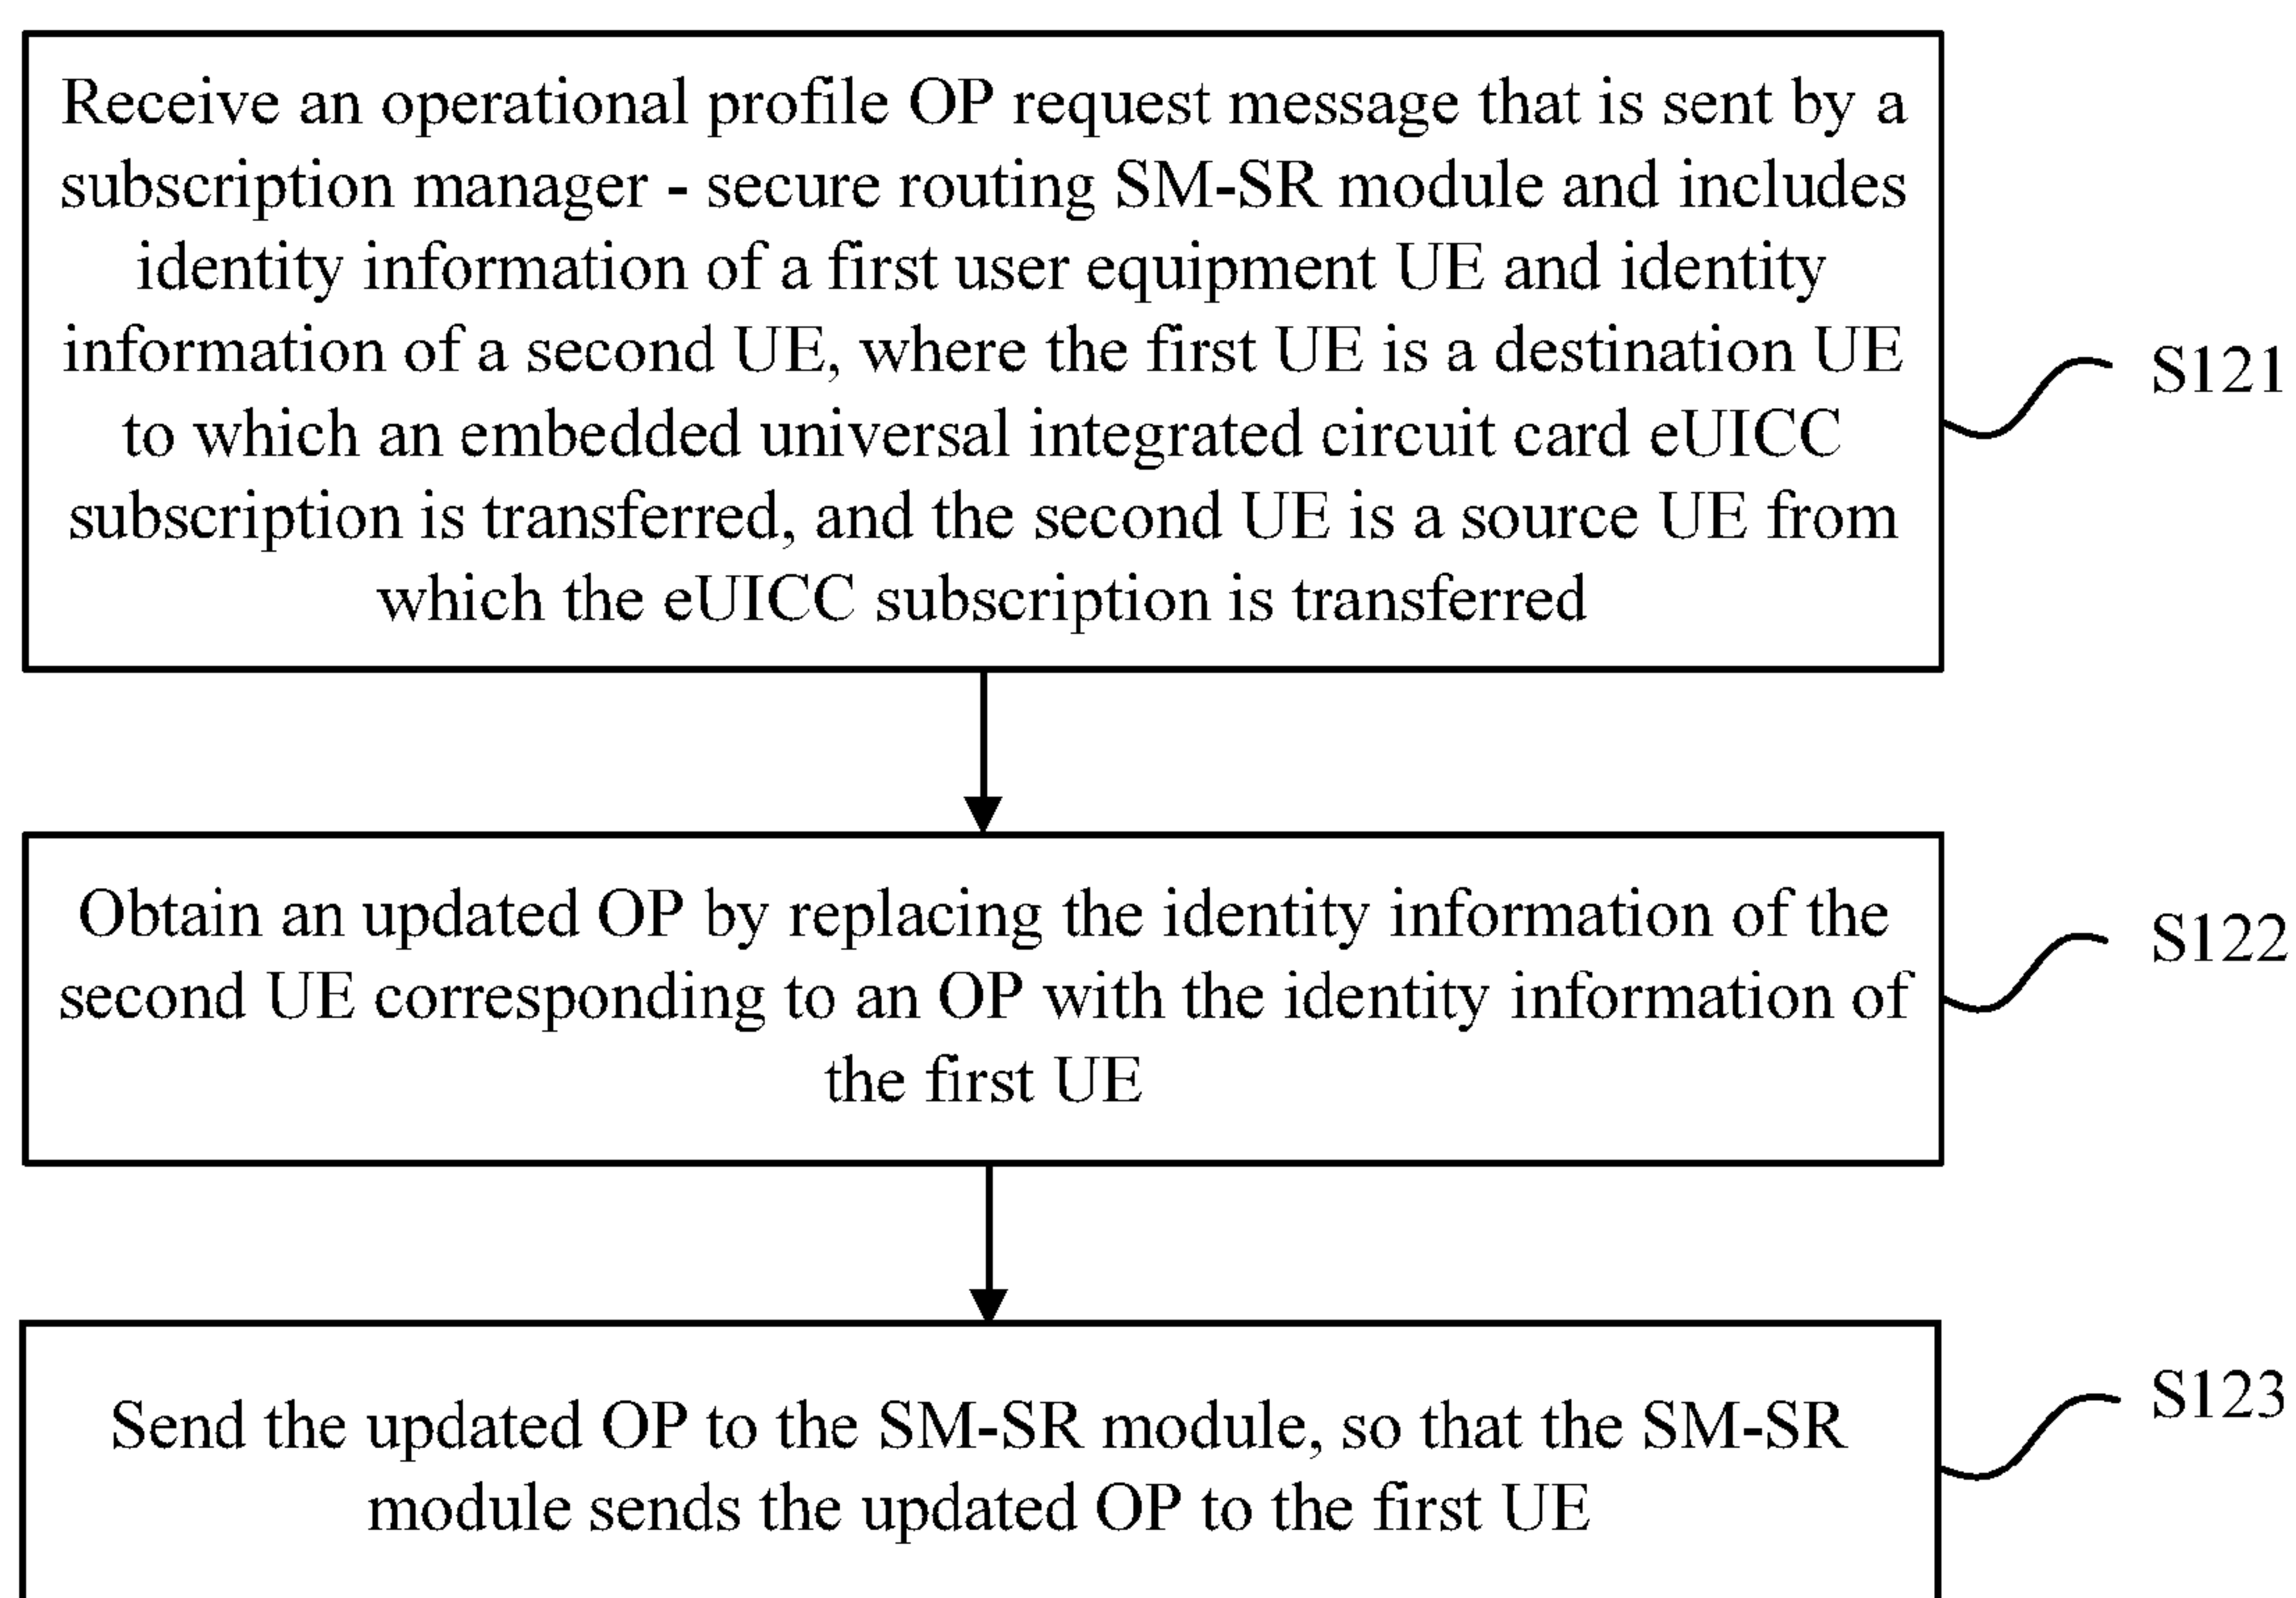 Receive an operational profile OP request message that is sent by a
subscription manager - secure routing SM-SR module and includes
identity information of a first user equipment UE and identity
information of a second UE, where the first UE is a destination UE
to which an embedded universal integrated circuit card eUICC
subscription is transferred, and the second UE is a source UE from
which the eUICC subscription is transferred
S121
Obtain an updated OP by replacing the identity information of the
second UE corresponding to an OP with the identity information of
the first UE
S122
Send the updated OP to the SM-SR module, so that the SM-SR
module sends the updated OP to the first UE
S123